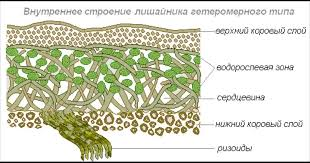 Внутреннее строение лишайника гетеромерного типа
верхний коровый слой
водорослевая зона
сердцевина
нижний коровый слой
ризоиды